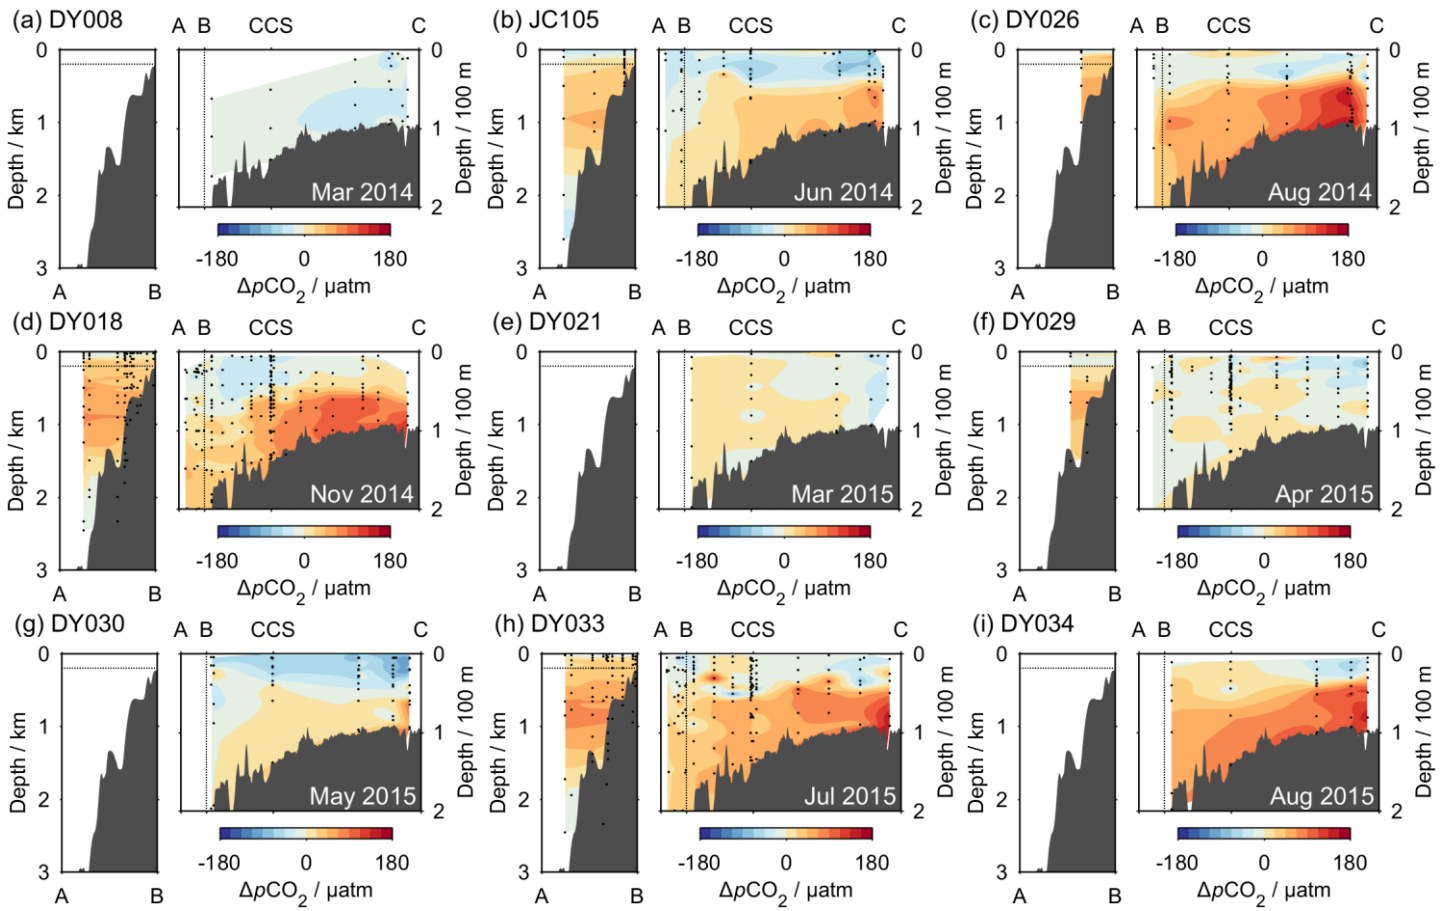 (a) DY008
A B CCS C
0
1
2
3
Depth / km
A B
0
1
2
Depth / 100 m
Mar 2014
-180 0 180
ΔpCO2 / µatm
(b) JC105
A B CCS C
0
1
2
3
Depth / km
A B
0
1
2
Depth / 100 m
Jun 2014
-180 0 180
ΔpCO2 / µatm
(c) DY026
A B CCS C
0
1
2
3
Depth / km
A B
0
1
2
Depth / 100 m
Aug 2014
-180 0 180
ΔpCO2 / µatm
(d) DY018
A B CCS C
0
1
2
3
Depth / km
A B
0
1
2
Depth / 100 m
Nov 2014
-180 0 180
ΔpCO2 / µatm
(e) DY021
A B CCS C
0
1
2
3
Depth / km
A B
0
1
2
Depth / 100 m
Mar 2015
-180 0 180
ΔpCO2 / µatm
(f) DY029
A B CCS C
0
1
2
3
Depth / km
A B
0
1
2
Depth / 100 m
Apr 2015
-180 0 180
ΔpCO2 / µatm
(g) DY030
A B CCS C
0
1
2
3
Depth / km
A B
0
1
2
Depth / 100 m
May 2015
-180 0 180
ΔpCO2 / µatm
(h) DY033
A B CCS C
0
1
2
3
Depth / km
A B
0
1
2
Depth / 100 m
Jul 2015
-180 0 180
ΔpCO2 / µatm
(i) DY034
A B CCS C
0
1
2
3
Depth / km
A B
0
1
2
Depth / 100 m
Aug 2015
-180 0 180
ΔpCO2 / µatm